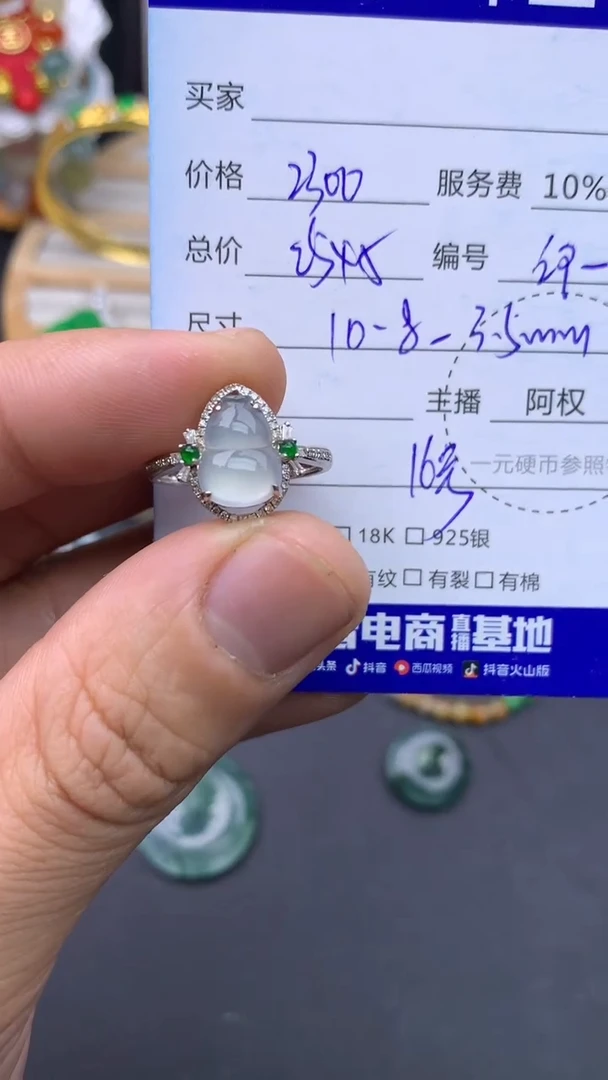 买家
价格 2300 服务费 10%
总价 编号
尺寸 10-8-3.5mm
主播 阿权
16号 一元硬币参照
18K 925银
有纹 有裂 有棉
电商直播基地
头条 抖音 西瓜视频 抖音火山版